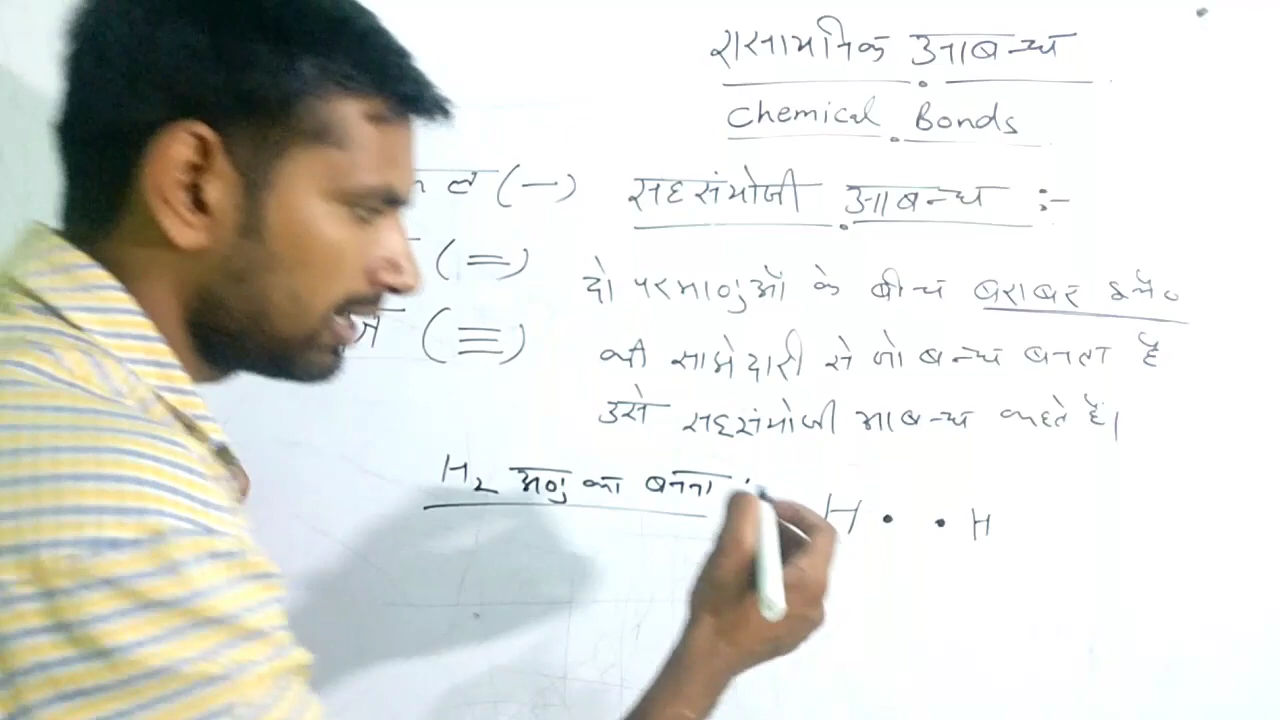 रासायनिक आबन्ध
Chemical Bonds
(—)
(=)
(≡)
सहसंयोजी आबन्ध :-
दो परमाणुओं के बीच बराबर इले०
की साझेदारी से जो बन्ध बनता है
उसे सहसंयोजी आबन्ध कहते हैं।
H₂ अणु का बनना
H • • H